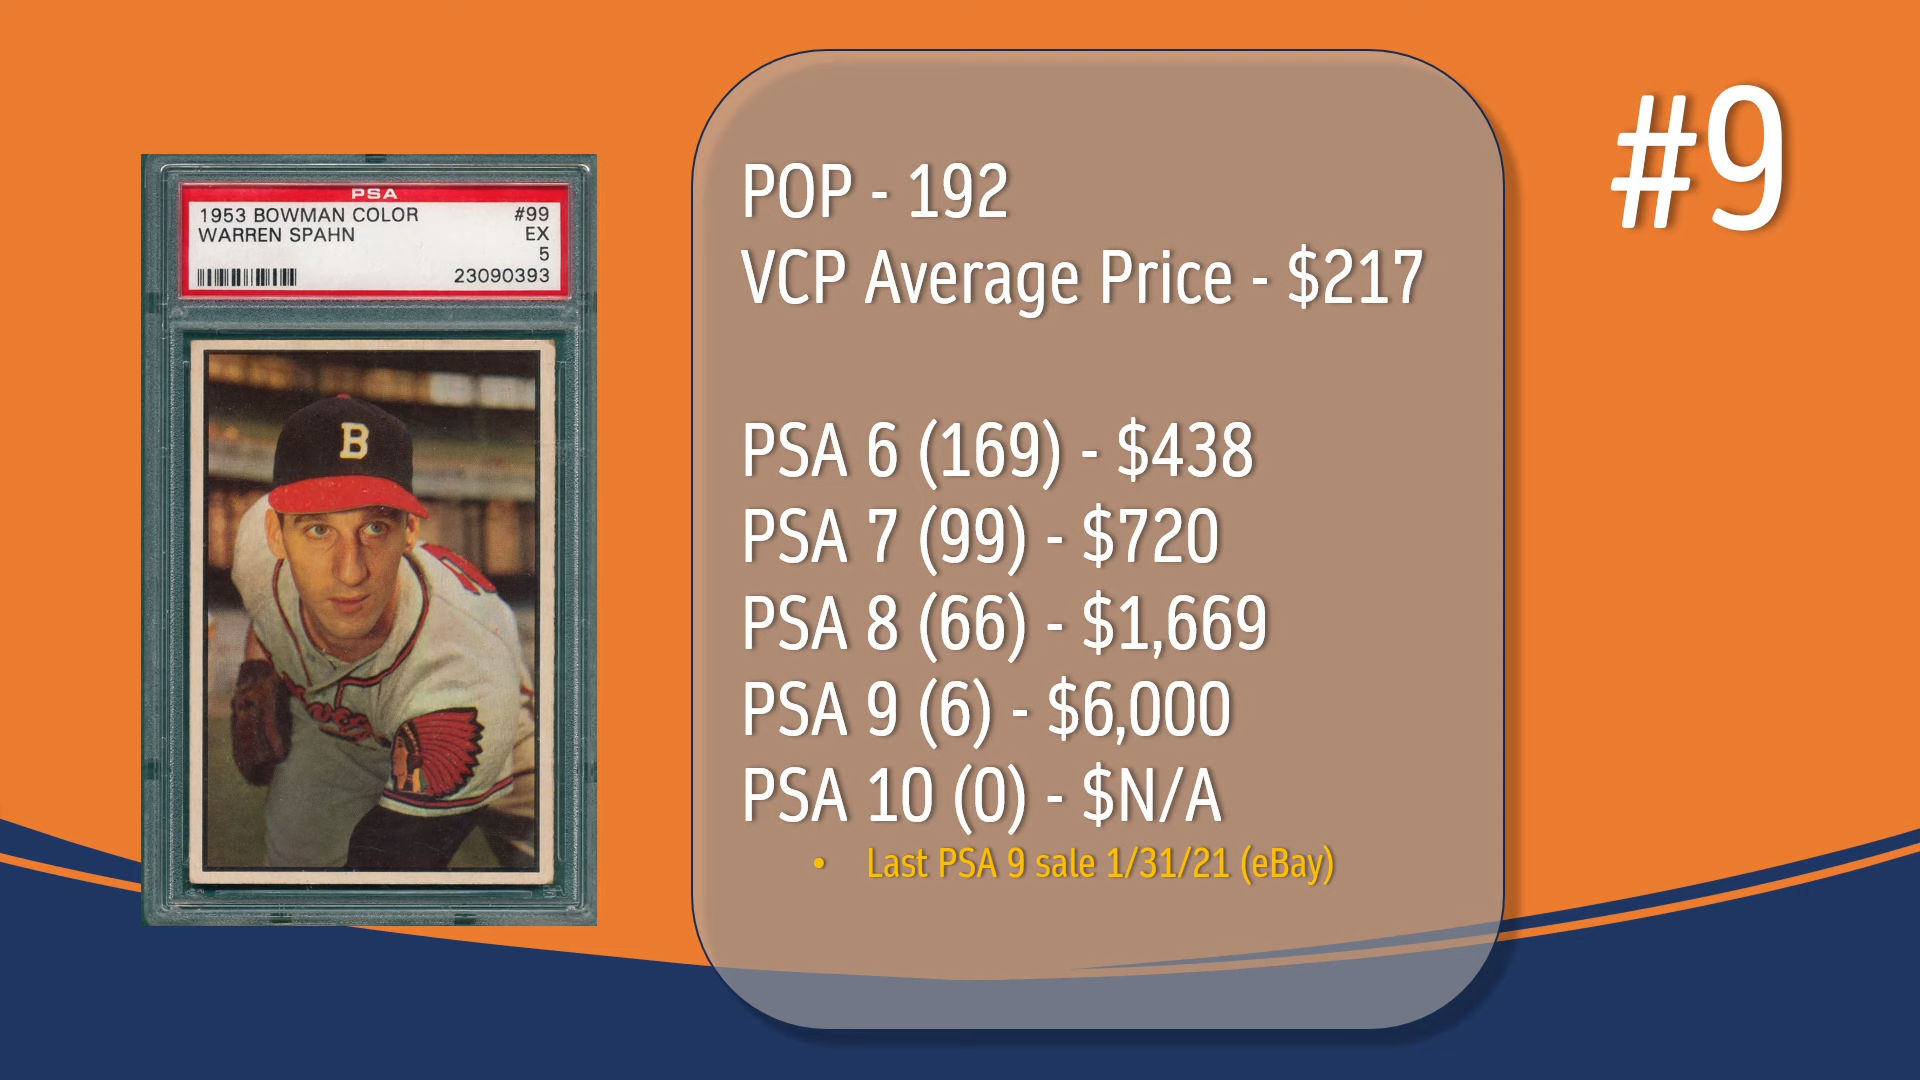 PSA
1953 BOWMAN COLOR #99
WARREN SPAHN EX
5
23090393
B
POP - 192
VCP Average Price - $217
PSA 6 (169) - $438
PSA 7 (99) - $720
PSA 8 (66) - $1,669
PSA 9 (6) - $6,000
PSA 10 (0) - $N/A
• Last PSA 9 sale 1/31/21 (eBay)
#9